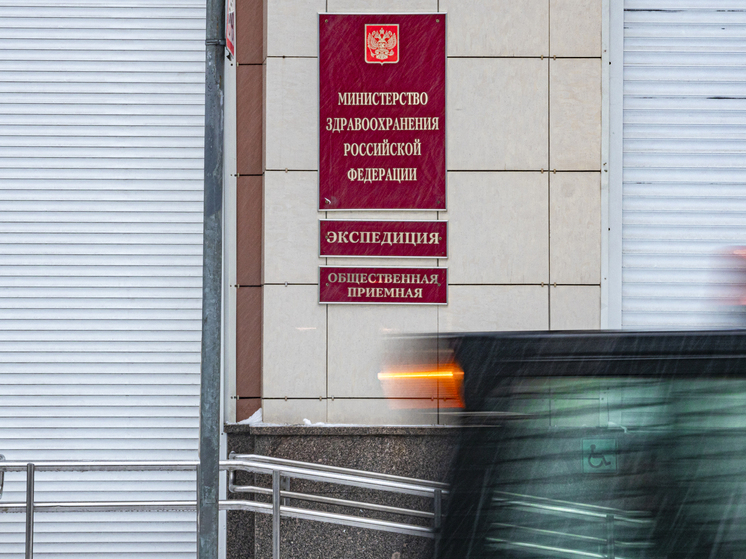 МИНИСТЕРСТВО
ЗДРАВООХРАНЕНИЯ
РОССИЙСКОЙ
ФЕДЕРАЦИИ
ЭКСПЕДИЦИЯ
ОБЩЕСТВЕННАЯ
ПРИЕМНАЯ